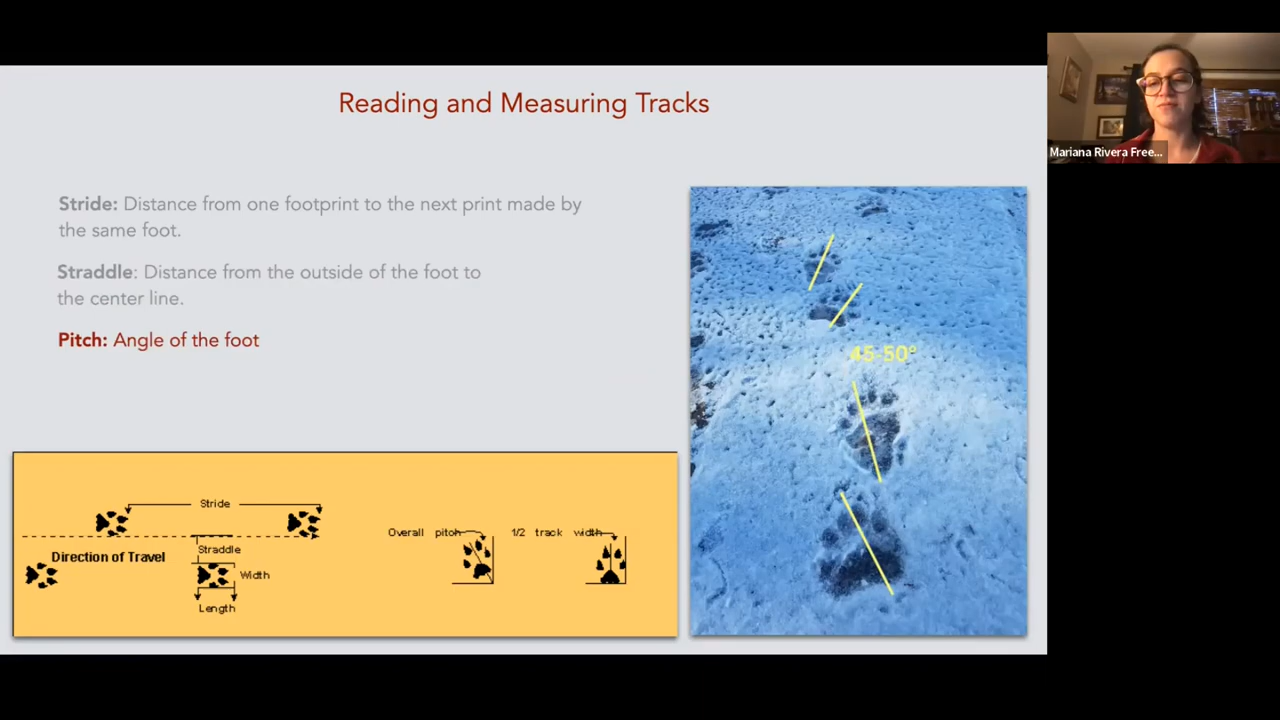 Reading and Measuring Tracks
Mariana Rivera Free...
Stride: Distance from one footprint to the next print made by
the same foot.
Straddle: Distance from the outside of the foot to
the center line.
Pitch: Angle of the foot
45-50°
Stride
Overall pitch
1/2 track width
Direction of Travel
Straddle
Width
Length